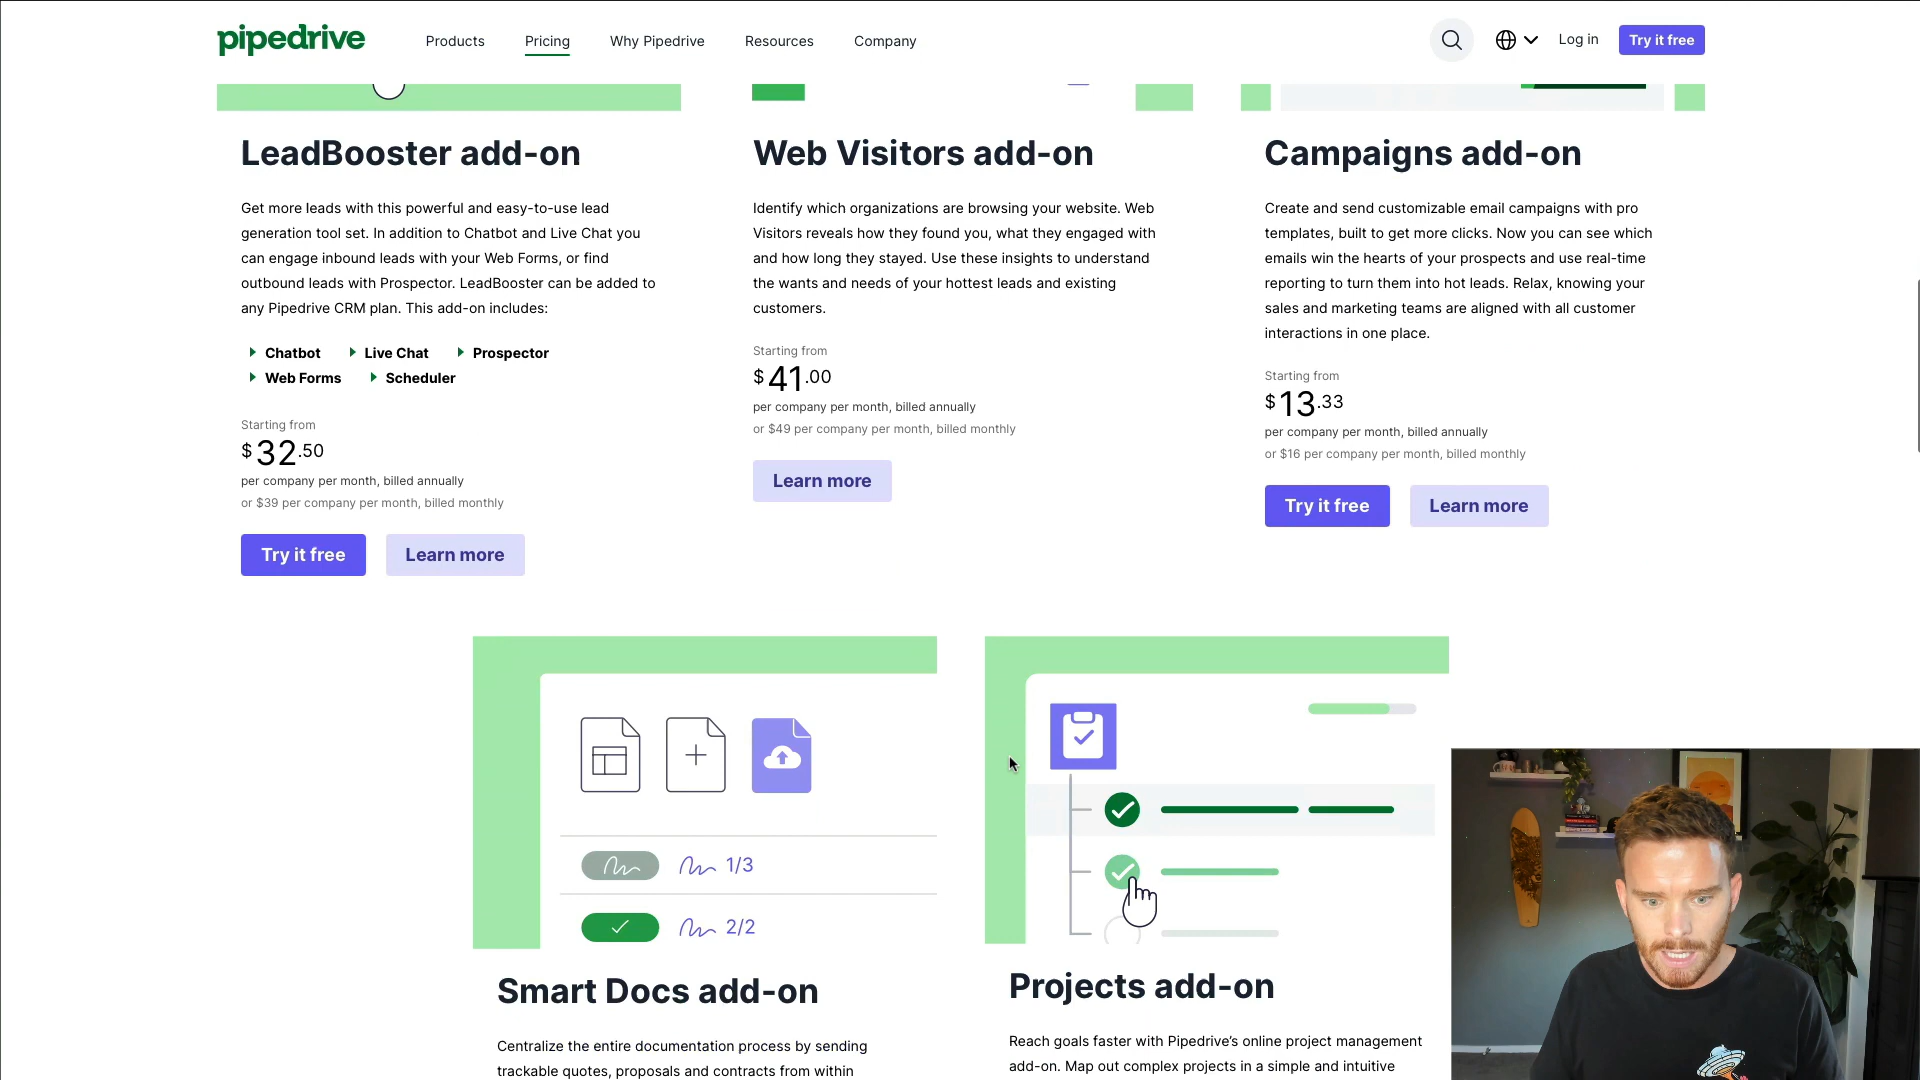 pipedrive
Products
Pricing
Why Pipedrive
Resources
Company
Log in
Try it free
LeadBooster add-on
Get more leads with this powerful and easy-to-use lead
generation tool set. In addition to Chatbot and Live Chat you
can engage inbound leads with your Web Forms, or find
outbound leads with Prospector. LeadBooster can be added to
any Pipedrive CRM plan. This add-on includes:
Chatbot
Live Chat
Prospector
Web Forms
Scheduler
Starting from
$32.50
per company per month, billed annually
or $39 per company per month, billed monthly
Try it free
Learn more
Web Visitors add-on
Identify which organizations are browsing your website. Web
Visitors reveals how they found you, what they engaged with
and how long they stayed. Use these insights to understand
the wants and needs of your hottest leads and existing
customers.
Starting from
$41.00
per company per month, billed annually
or $49 per company per month, billed monthly
Learn more
Campaigns add-on
Create and send customizable email campaigns with pro
templates, built to get more clicks. Now you can see which
emails win the hearts of your prospects and use real-time
reporting to turn them into hot leads. Relax, knowing your
sales and marketing teams are aligned with all customer
interactions in one place.
Starting from
$13.33
per company per month, billed annually
or $16 per company per month, billed monthly
Try it free
Learn more
1/3
2/2
Smart Docs add-on
Centralize the entire documentation process by sending
trackable quotes, proposals and contracts from within
Projects add-on
Reach goals faster with Pipedrive's online project management
add-on. Map out complex projects in a simple and intuitive